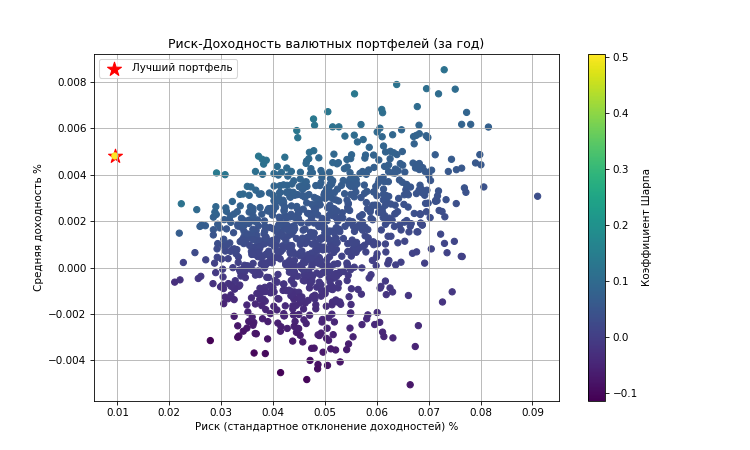 Риск-Доходность валютных портфелей (за год)
Лучший портфель
0.008
0.006
0.004
0.002
0.000
−0.002
−0.004
Средняя доходность %
0.01 0.02 0.03 0.04 0.05 0.06 0.07 0.08 0.09
Риск (стандартное отклонение доходностей) %
0.5
0.4
0.3
0.2
0.1
0.0
−0.1
Коэффициент Шарпа